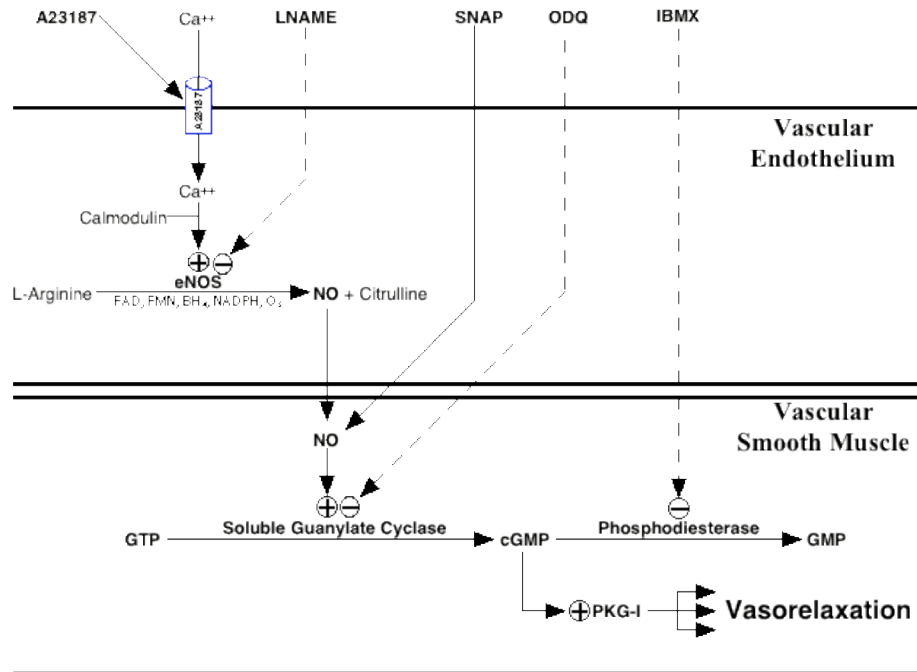 A23187 Ca++ LNAME SNAP ODQ IBMX
A23187
Vascular
Endothelium
Ca++
Calmodulin
+ −
eNOS
L-Arginine NO + Citrulline
FAD, FMN, BH₄, NADPH, O₂
Vascular
Smooth Muscle
NO
+ − −
Soluble Guanylate Cyclase Phosphodiesterase
GTP cGMP GMP
+ PKG-I Vasorelaxation